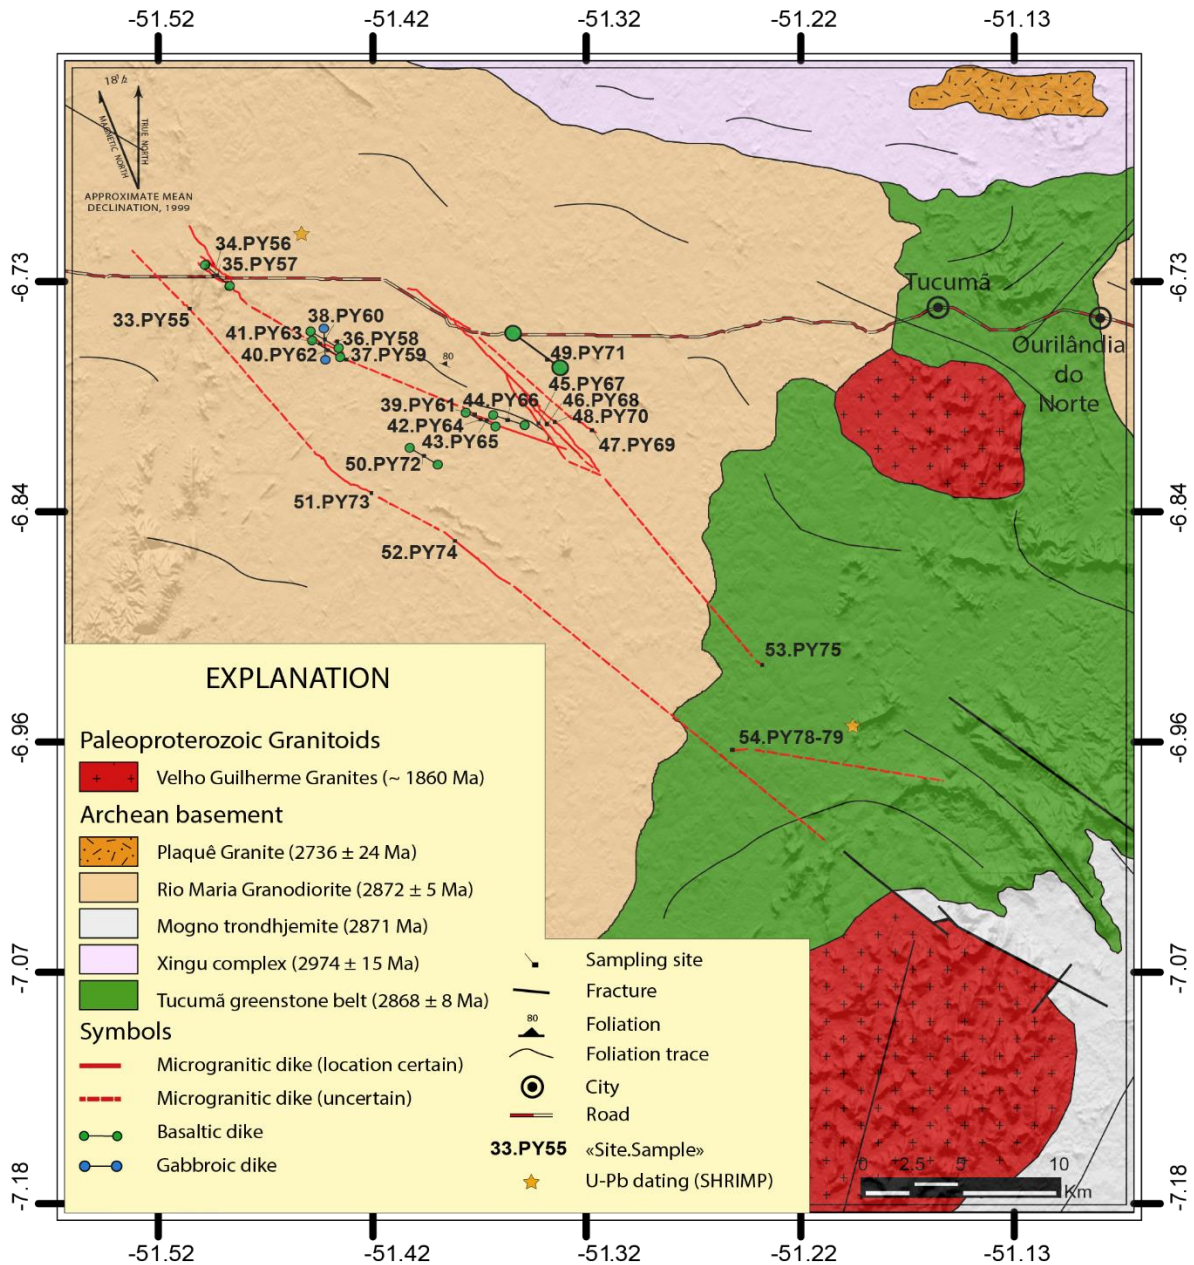 -51.52
-51.42
-51.32
-51.22
-51.13
MAGNETIC NORTH
TRUE NORTH
APPROXIMATE MEAN
DECLINATION, 1999
-6.73
-6.73
34.PY56
35.PY57
33.PY55
38.PY60
41.PY63
36.PY58
40.PY62
37.PY59
80
49.PY71
45.PY67
39.PY61
44.PY66
46.PY68
42.PY64
48.PY70
43.PY65
47.PY69
50.PY72
51.PY73
52.PY74
53.PY75
54.PY78-79
Tucumã
Ourilândia
do
Norte
-6.84
-6.84
-6.96
-6.96
-7.07
-7.07
-7.18
-7.18
EXPLANATION
Paleoproterozoic Granitoids
Velho Guilherme Granites (~ 1860 Ma)
Archean basement
Plaquê Granite (2736 ± 24 Ma)
Rio Maria Granodiorite (2872 ± 5 Ma)
Mogno trondhjemite (2871 Ma)
Xingu complex (2974 ± 15 Ma)
Tucumã greenstone belt (2868 ± 8 Ma)
Symbols
Microgranitic dike (location certain)
Microgranitic dike (uncertain)
Basaltic dike
Gabbroic dike
Sampling site
Fracture
80
Foliation
Foliation trace
City
Road
33.PY55 «Site.Sample»
U-Pb dating (SHRIMP)
0 2.5 5 10
Km
-51.52
-51.42
-51.32
-51.22
-51.13